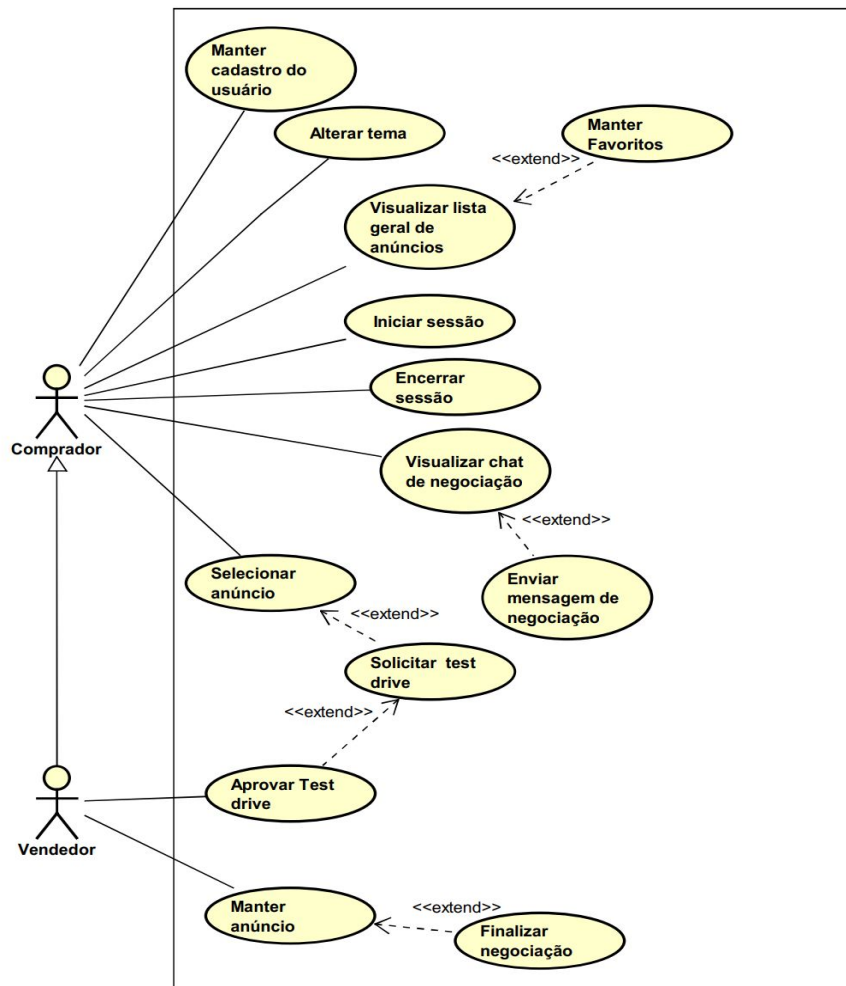 Manter
cadastro do
usuário
Alterar tema
Manter
Favoritos
<<extend>>
Visualizar lista
geral de
anúncios
Iniciar sessão
Encerrar
sessão
Comprador
Visualizar chat
de negociação
<<extend>>
Selecionar
anúncio
Enviar
mensagem de
negociação
<<extend>>
Solicitar test
drive
<<extend>>
Aprovar Test
drive
Vendedor
Manter
anúncio
<<extend>>
Finalizar
negociação